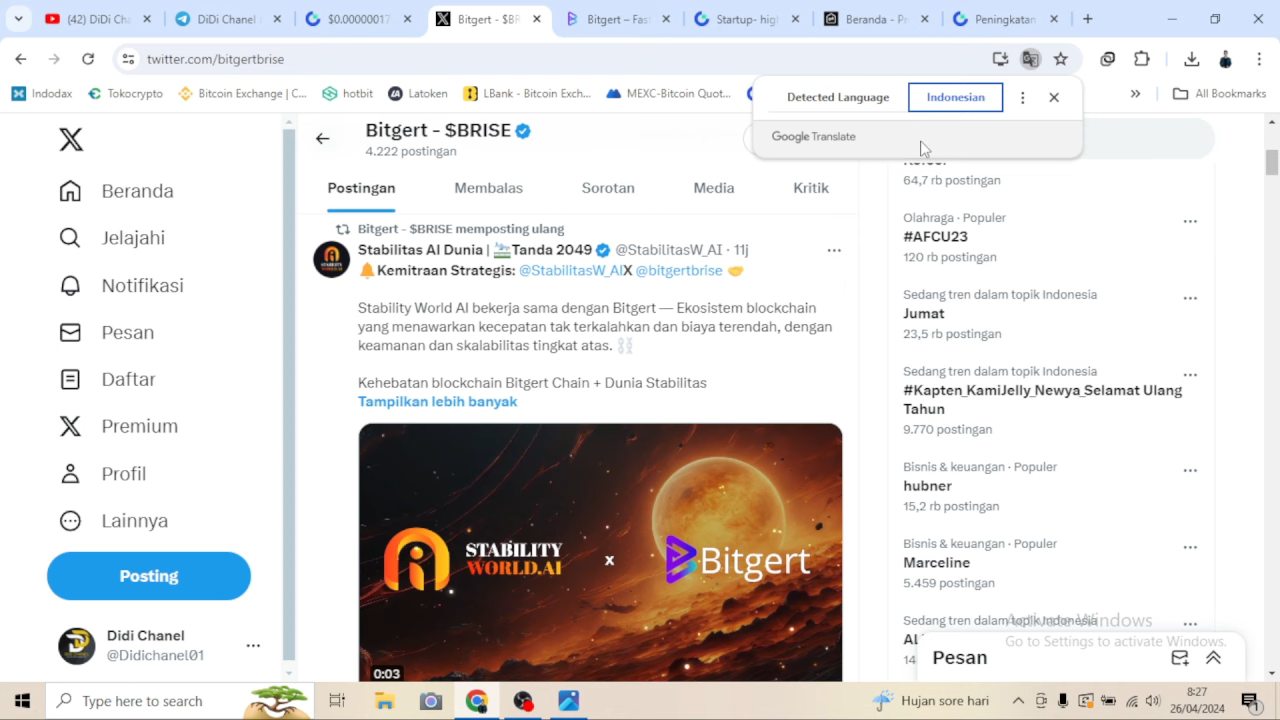 (42) DiDi C
DiDi Chanel
$0.00000017
Bitgert - $BR
Bitgert – Fas
Startup- hig
Beranda - P
Peningkatan
twitter.com/bitgertbrise
Indodax
Tokocrypto
Bitcoin Exchange | C...
hotbit
Latoken
LBank - Bitcoin Exch...
MEXC-Bitcoin Quot...
All Bookmarks
Detected Language
Indonesian
Google Translate
Bitgert - $BRISE
4.222 postingan
Postingan
Membalas
Sorotan
Media
Kritik
Beranda
Jelajahi
Notifikasi
Pesan
Daftar
Premium
Profil
Lainnya
Posting
Didi Chanel
@Didichanel01
Bitgert - $BRISE memposting ulang
Stabilitas AI Dunia | Tanda 2049 @StabilitasW_AI · 11j
Kemitraan Strategis: @StabilitasW_AIX @bitgertbrise
Stability World AI bekerja sama dengan Bitgert — Ekosistem blockchain
yang menawarkan kecepatan tak terkalahkan dan biaya terendah, dengan
keamanan dan skalabilitas tingkat atas.
Kehebatan blockchain Bitgert Chain + Dunia Stabilitas
Tampilkan lebih banyak
STABILITY
WORLD.AI
x
Bitgert
0:03
64,7 rb postingan
Olahraga · Populer
#AFCU23
120 rb postingan
Sedang tren dalam topik Indonesia
Jumat
23,5 rb postingan
Sedang tren dalam topik Indonesia
#Kapten_KamiJelly_Newya_Selamat Ulang
Tahun
9.770 postingan
Bisnis & keuangan · Populer
hubner
15,2 rb postingan
Bisnis & keuangan · Populer
Marceline
5.459 postingan
Sedang tren dalam topik Indonesia
Activate Windows
Go to Settings to activate Windows.
Pesan
Type here to search
Hujan sore hari
8:27
26/04/2024
1